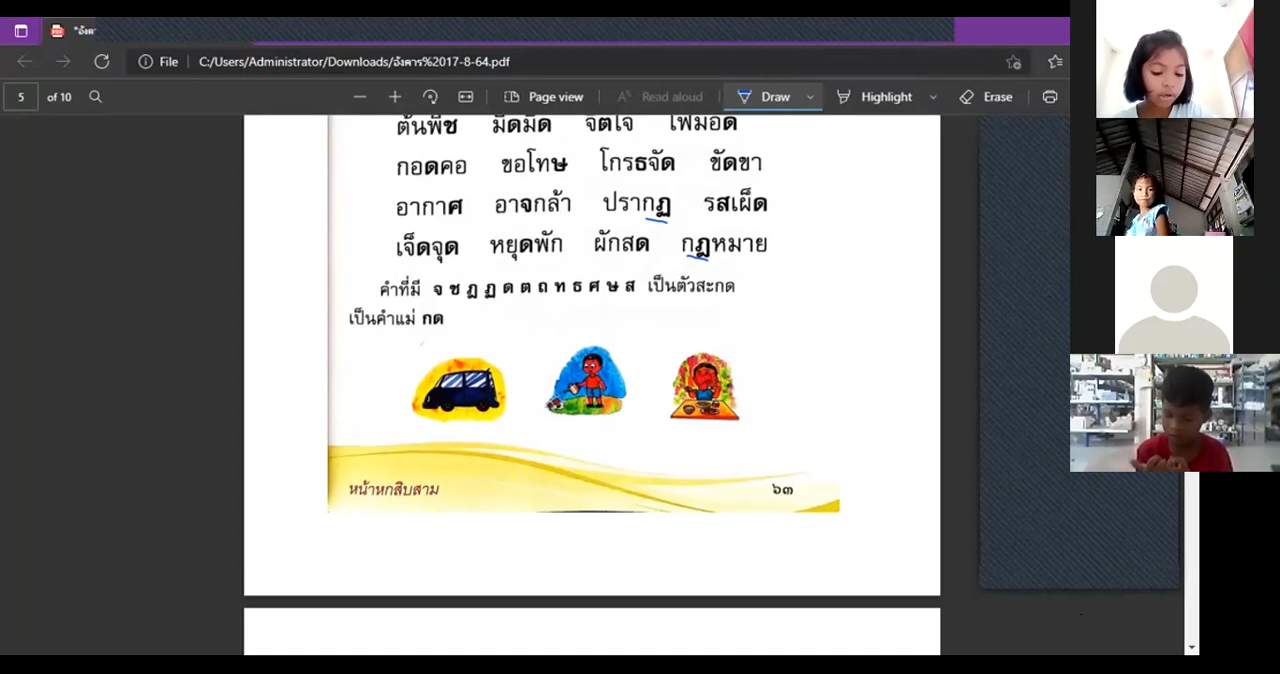 "อังค
File C:/Users/Administrator/Downloads/อังคาร%2017-8-64.pdf
5 of 10 Page view Read aloud Draw Highlight Erase
ต้นพืช มืดมิด จิตใจ ไฟมอด
กอดคอ ขอโทษ โกรธจัด ขัดขา
อากาศ อาจกล้า ปรากฏ รสเผ็ด
เจ็ดจุด หยุดพัก ผักสด กฎหมาย
คำที่มี จ ช ฎ ฏ ด ต ถ ท ธ ศ ษ ส เป็นตัวสะกด
เป็นคำแม่ กด
หน้าหกสิบสาม ๖๓